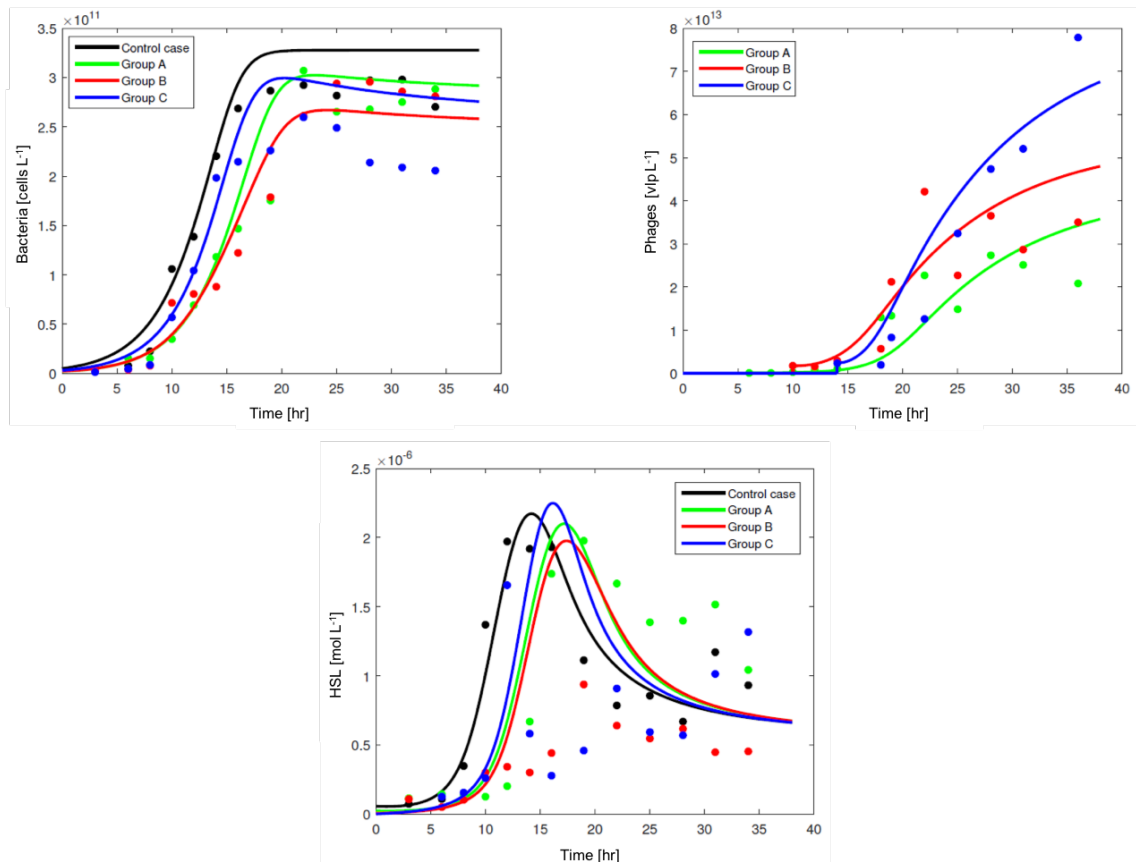 ×10¹¹
3.5
3
2.5
2
1.5
1
0.5
0
Bacteria [cells L⁻¹]
Control case
Group A
Group B
Group C
0 5 10 15 20 25 30 35 40
Time [hr]
×10¹³
8
7
6
5
4
3
2
1
0
Phages [vlp L⁻¹]
Group A
Group B
Group C
0 5 10 15 20 25 30 35 40
Time [hr]
×10⁻⁶
2.5
2
1.5
1
0.5
0
HSL [mol L⁻¹]
Control case
Group A
Group B
Group C
0 5 10 15 20 25 30 35 40
Time [hr]